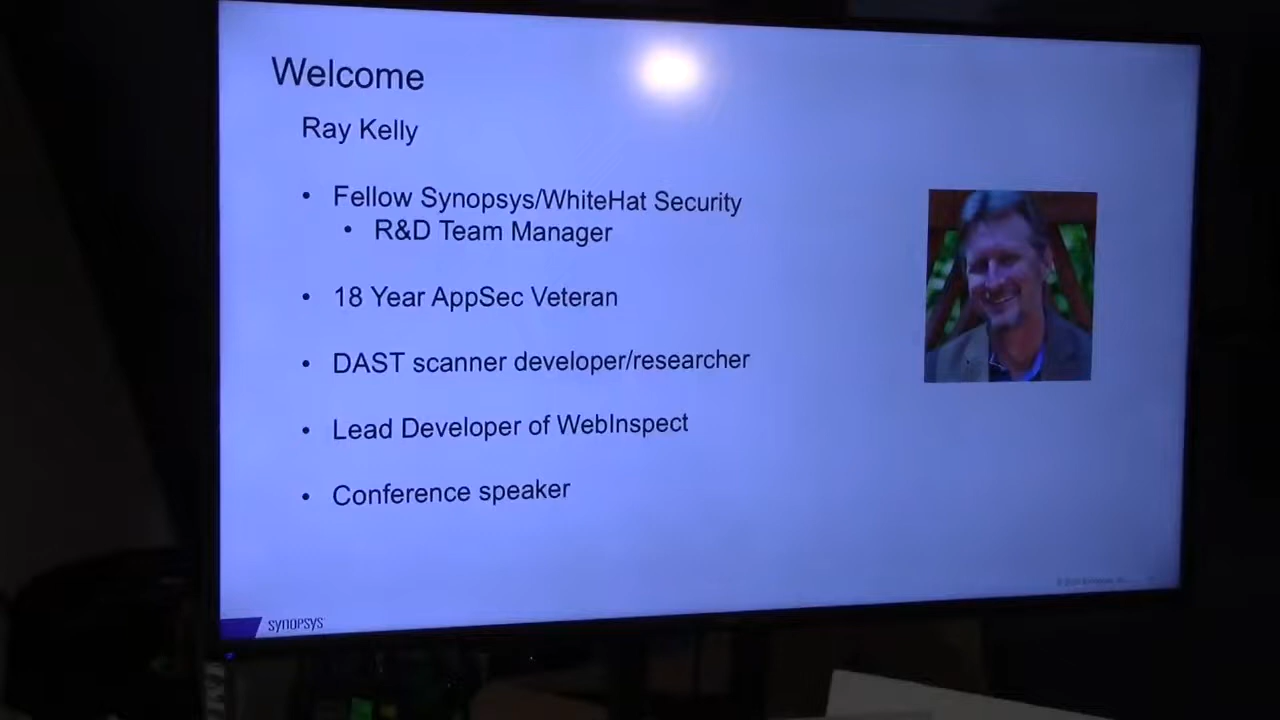 Welcome
Ray Kelly
• Fellow Synopsys/WhiteHat Security
• R&D Team Manager
• 18 Year AppSec Veteran
• DAST scanner developer/researcher
• Lead Developer of WebInspect
• Conference speaker
SYNOPSYS